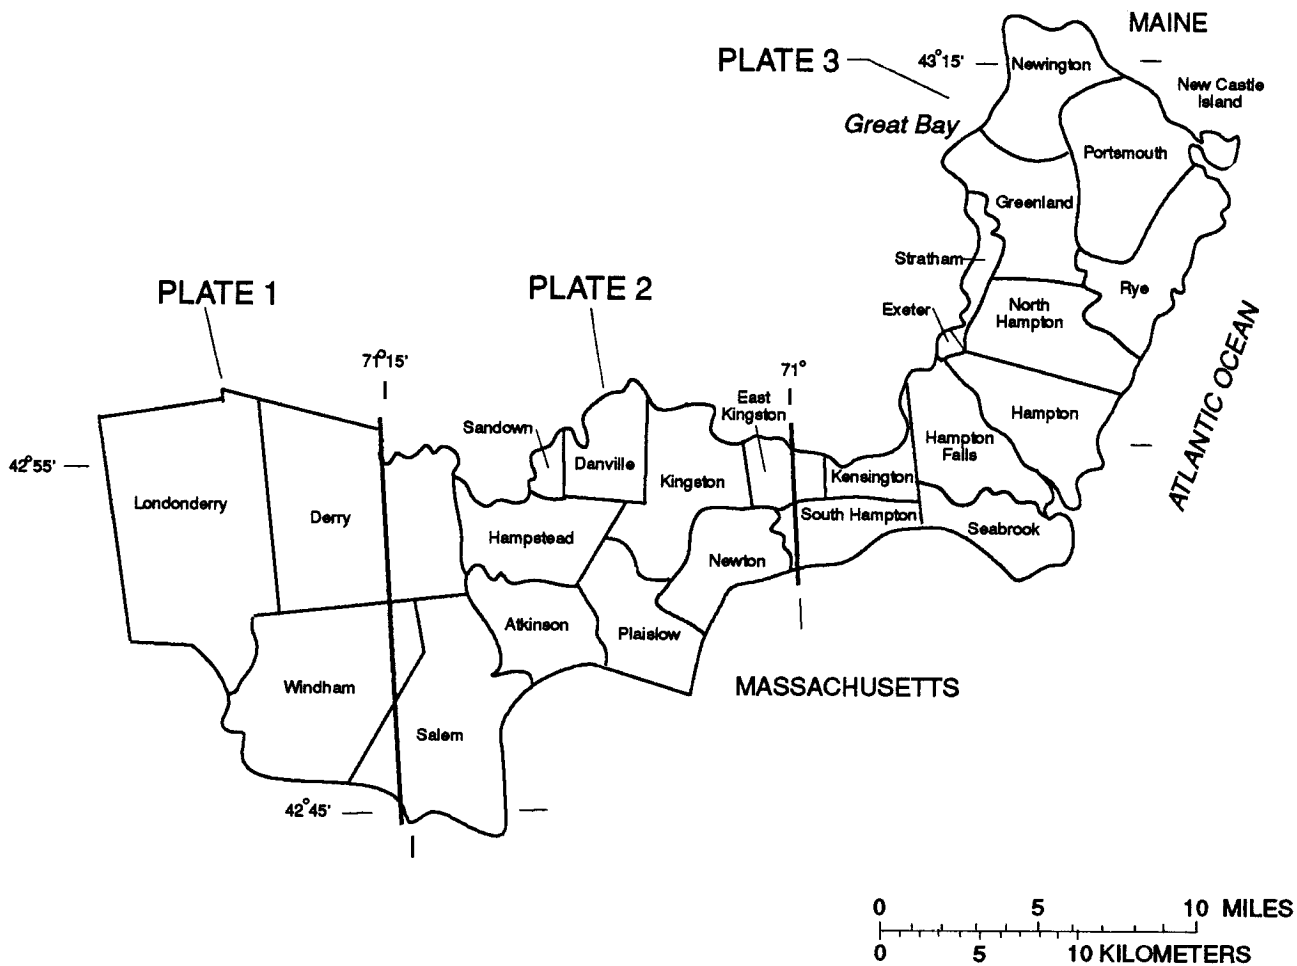 MAINE
PLATE 3
43°15'
Newington
New Castle
Island
Great Bay
Portsmouth
Greenland
Stratham
Rye
North
Hampton
Exeter
PLATE 1
PLATE 2
71°15'
71°
ATLANTIC OCEAN
East
Kingston
Hampton
Sandown
Hampton
Falls
42°55'
Danville
Kingston
Kensington
Londonderry
Derry
South Hampton
Seabrook
Hampstead
Newton
Atkinson
Plaislow
Windham
MASSACHUSETTS
Salem
42°45'
0 5 10 MILES
0 5 10 KILOMETERS